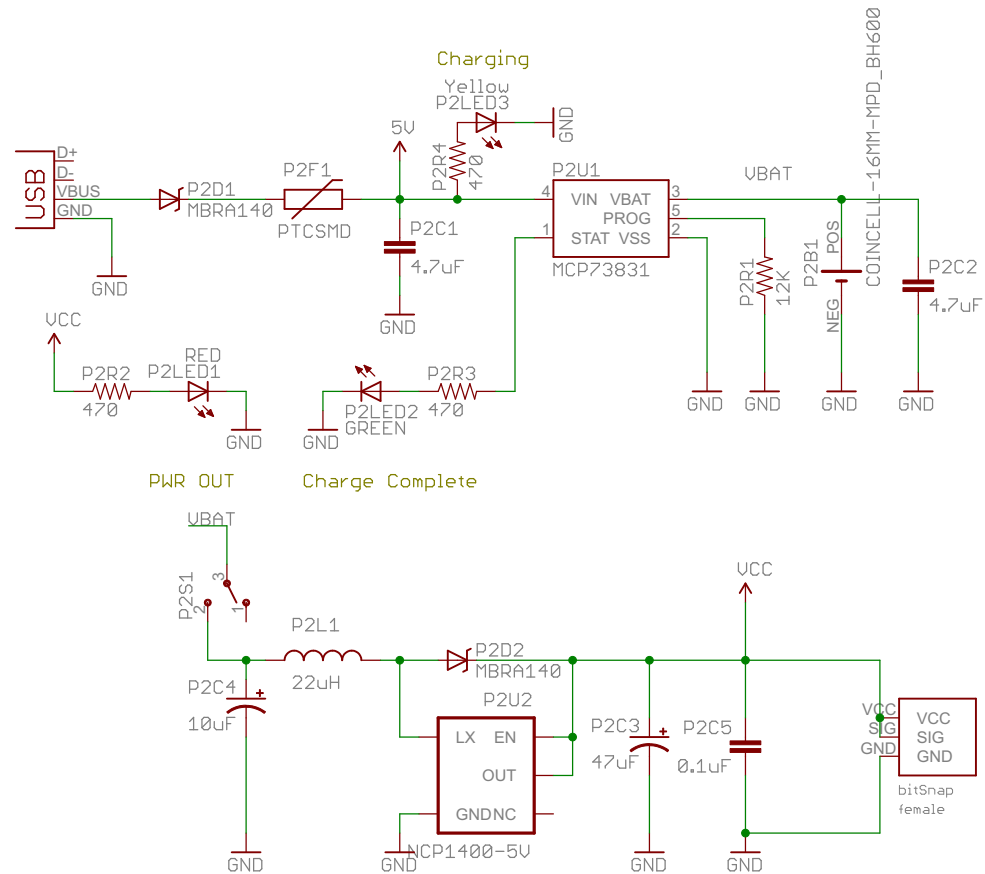 Charging
Yellow
P2LED3
GND
5V
P2R4
470
COINCELL-16MM-MPD_BH600
USB
D+
D-
VBUS
GND
P2D1
MBRA140
P2F1
PTCSMD
P2C1
4.7uF
GND
GND
P2U1
4
VIN VBAT
3
PROG
5
1
STAT VSS
2
MCP73831
VBAT
P2R1
12K
P2B1
POS
NEG
P2C2
4.7uF
VCC
P2R2
470
RED
P2LED1
GND
P2LED2
GREEN
GND
P2R3
470
GND
GND
GND
GND
PWR OUT
Charge Complete
VBAT
P2S1
3
2
1
P2L1
22uH
P2C4
10uF
GND
P2D2
MBRA140
P2U2
LX EN
OUT
GND NC
NCP1400-5V
GND
P2C3
47uF
GND
P2C5
0.1uF
GND
VCC
VCC
SIG
GND
VCC
SIG
GND
bitSnap
female